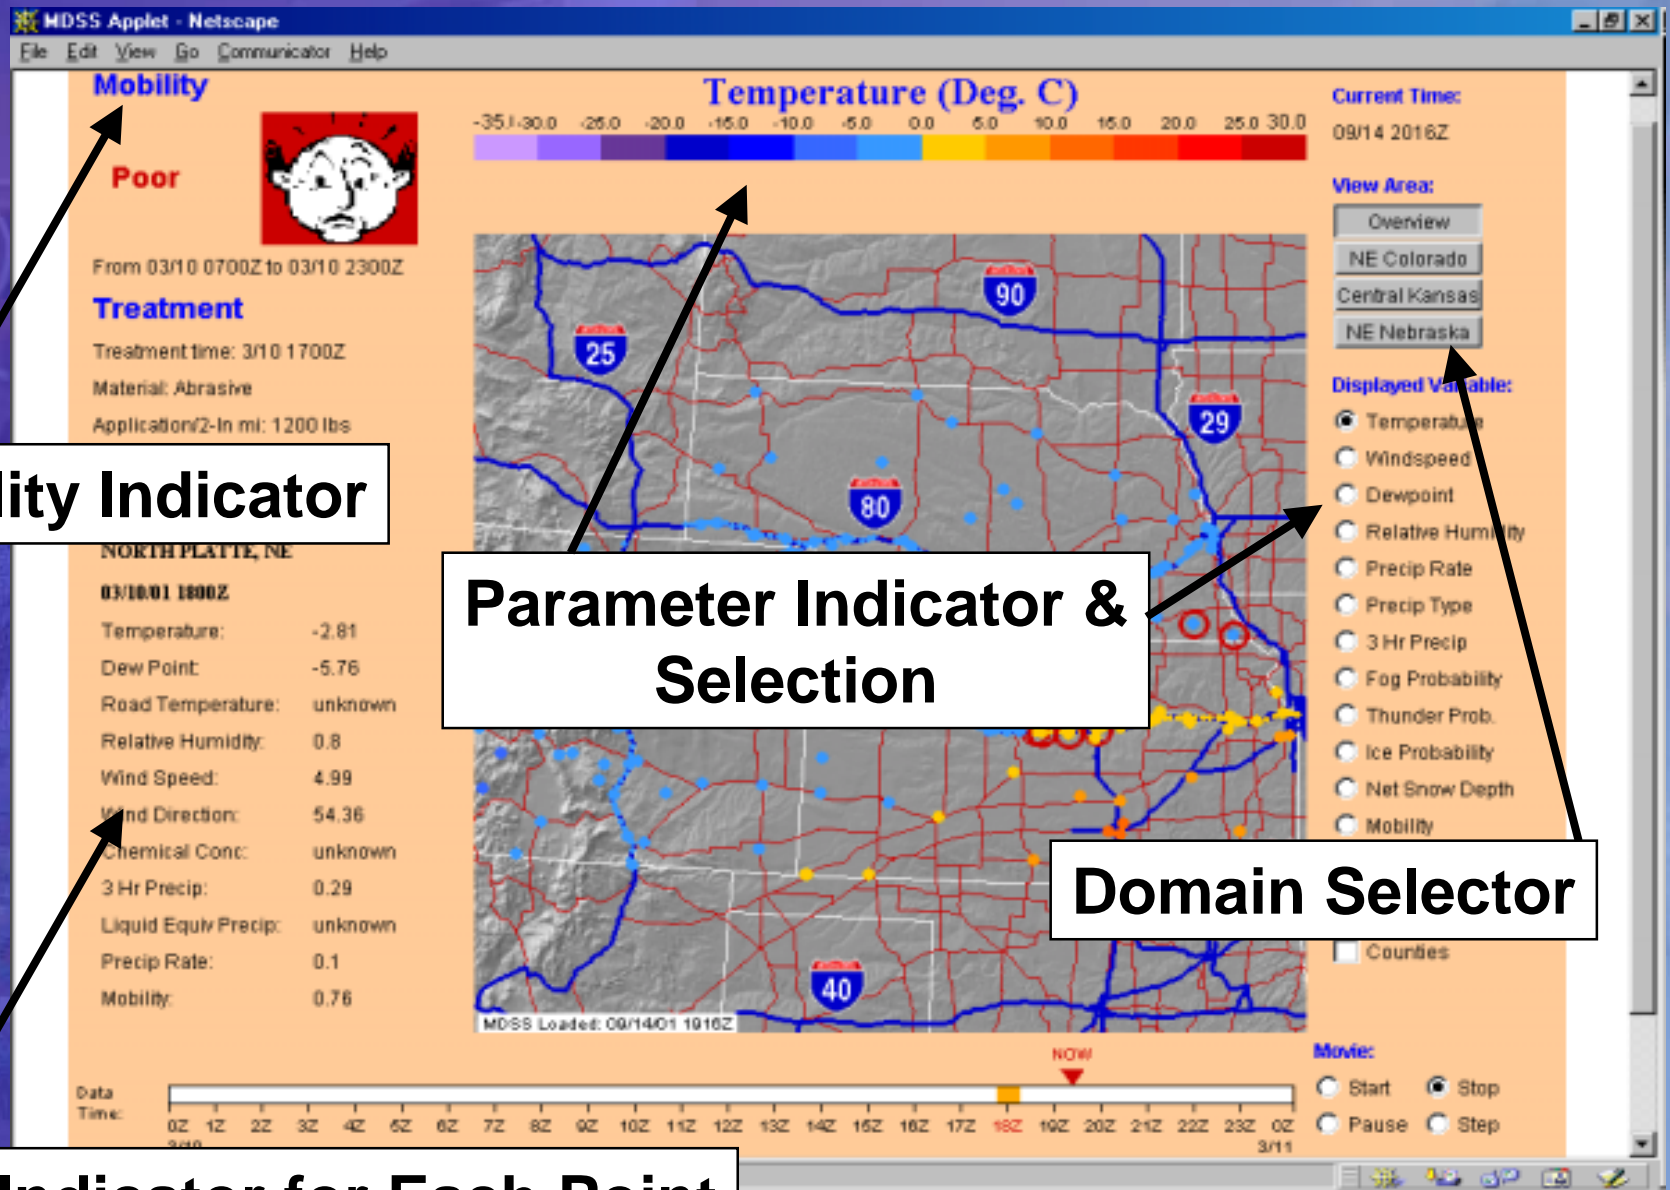 MDSS Applet - Netscape
File Edit View Go Communicator Help
Mobility
Poor
From 03/10 0700Z to 03/10 2300Z
Treatment
Treatment time: 3/10 1700Z
Material: Abrasive
Application/2-ln mi: 1200 lbs
lity Indicator
NORTH PLATTE, NE
03/10/01 1800Z
Temperature: -2.81
Dew Point: -5.76
Road Temperature: unknown
Relative Humidity: 0.8
Wind Speed: 4.99
Wind Direction: 54.36
Chemical Conc: unknown
3 Hr Precip: 0.29
Liquid Equiv Precip: unknown
Precip Rate: 0.1
Mobility: 0.76
Temperature (Deg. C)
-30.0 -25.0 -20.0 -15.0 -10.0 -5.0 0.0 5.0 10.0 15.0 20.0 25.0 30.0
90
25
29
80
Parameter Indicator &
Selection
40
MDSS Loaded: 09/14/01 1916Z
Current Time:
09/14 2016Z
View Area:
Overview
NE Colorado
Central Kansas
NE Nebraska
Displayed Variable:
Temperature
Windspeed
Dewpoint
Relative Humidity
Precip Rate
Precip Type
3 Hr Precip
Fog Probability
Thunder Prob.
Ice Probability
Net Snow Depth
Mobility
Domain Selector
Counties
NOW
Data
Time:
0Z 1Z 2Z 3Z 4Z 5Z 6Z 7Z 8Z 9Z 10Z 11Z 12Z 13Z 14Z 15Z 16Z 17Z 18Z 19Z 20Z 21Z 22Z 23Z 0Z
3/11
Movie:
Start Stop
Pause Step
Indicator for Each Point